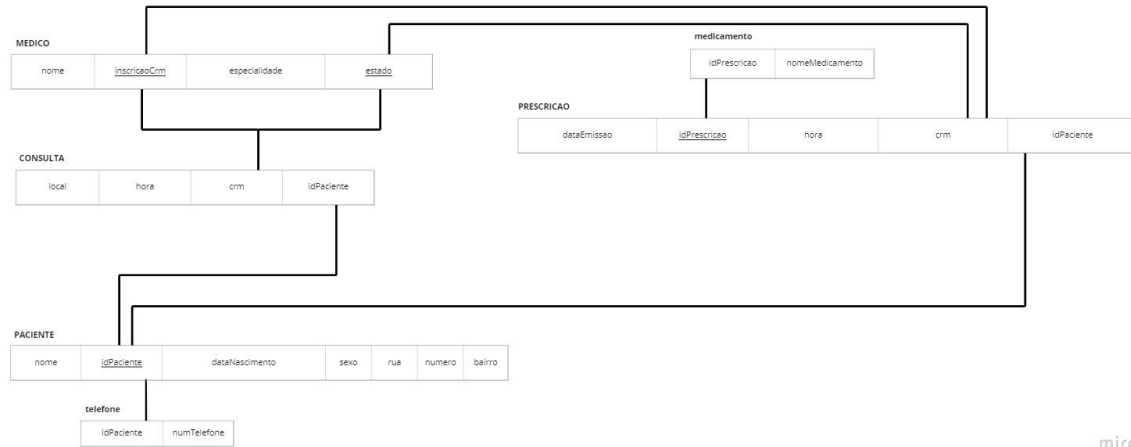 MEDICO
nome inscricaoCrm especialidade estado
medicamento
idPrescricao nomeMedicamento
PRESCRICAO
dataEmissao idPrescricao hora crm idPaciente
CONSULTA
local hora crm idPaciente
PACIENTE
nome idPaciente dataNascimento sexo rua numero bairro
telefone
idPaciente numTelefone